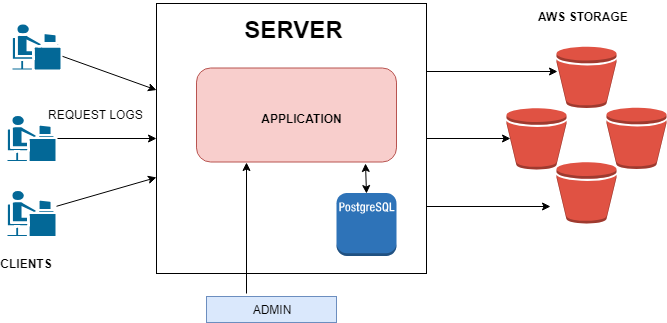 SERVER
AWS STORAGE
REQUEST LOGS
APPLICATION
PostgreSQL
CLIENTS
ADMIN